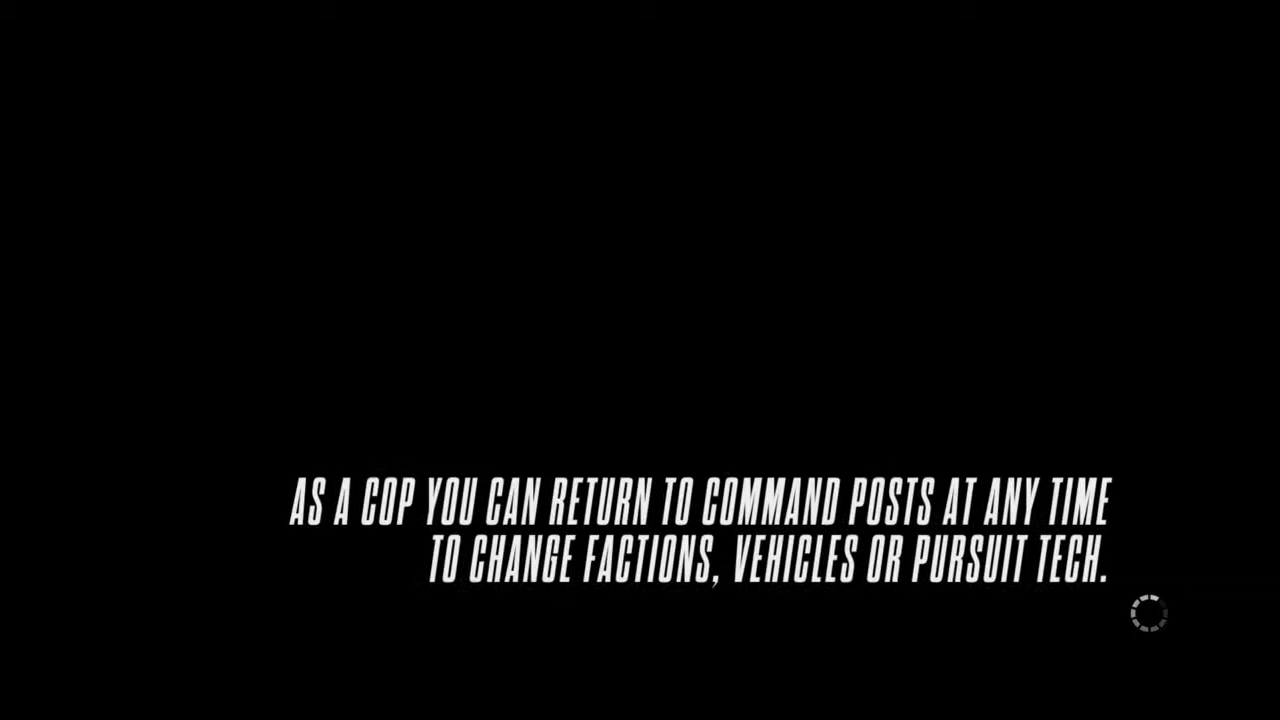 AS A COP YOU CAN RETURN TO COMMAND POSTS AT ANY TIME
TO CHANGE FACTIONS, VEHICLES OR PURSUIT TECH.